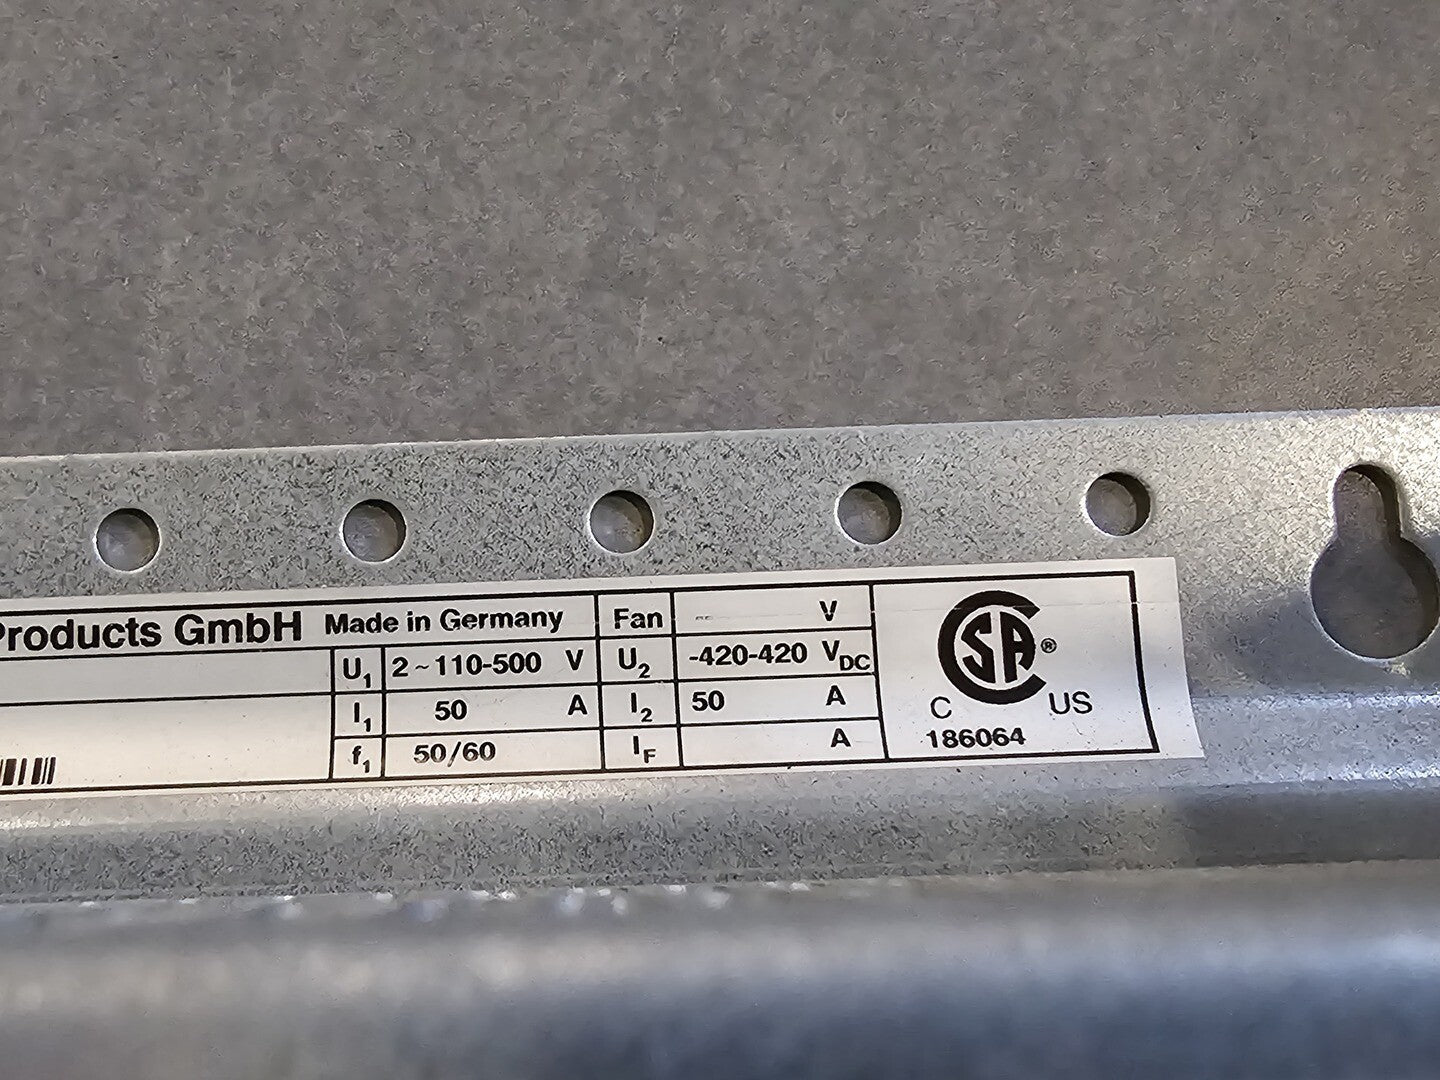 Products GmbH Made in Germany Fan -- V
U1 2~110-500 V U2 -420-420 VDC
I1 50 A I2 50 A
f1 50/60 IF A
CSA®
C US
186064